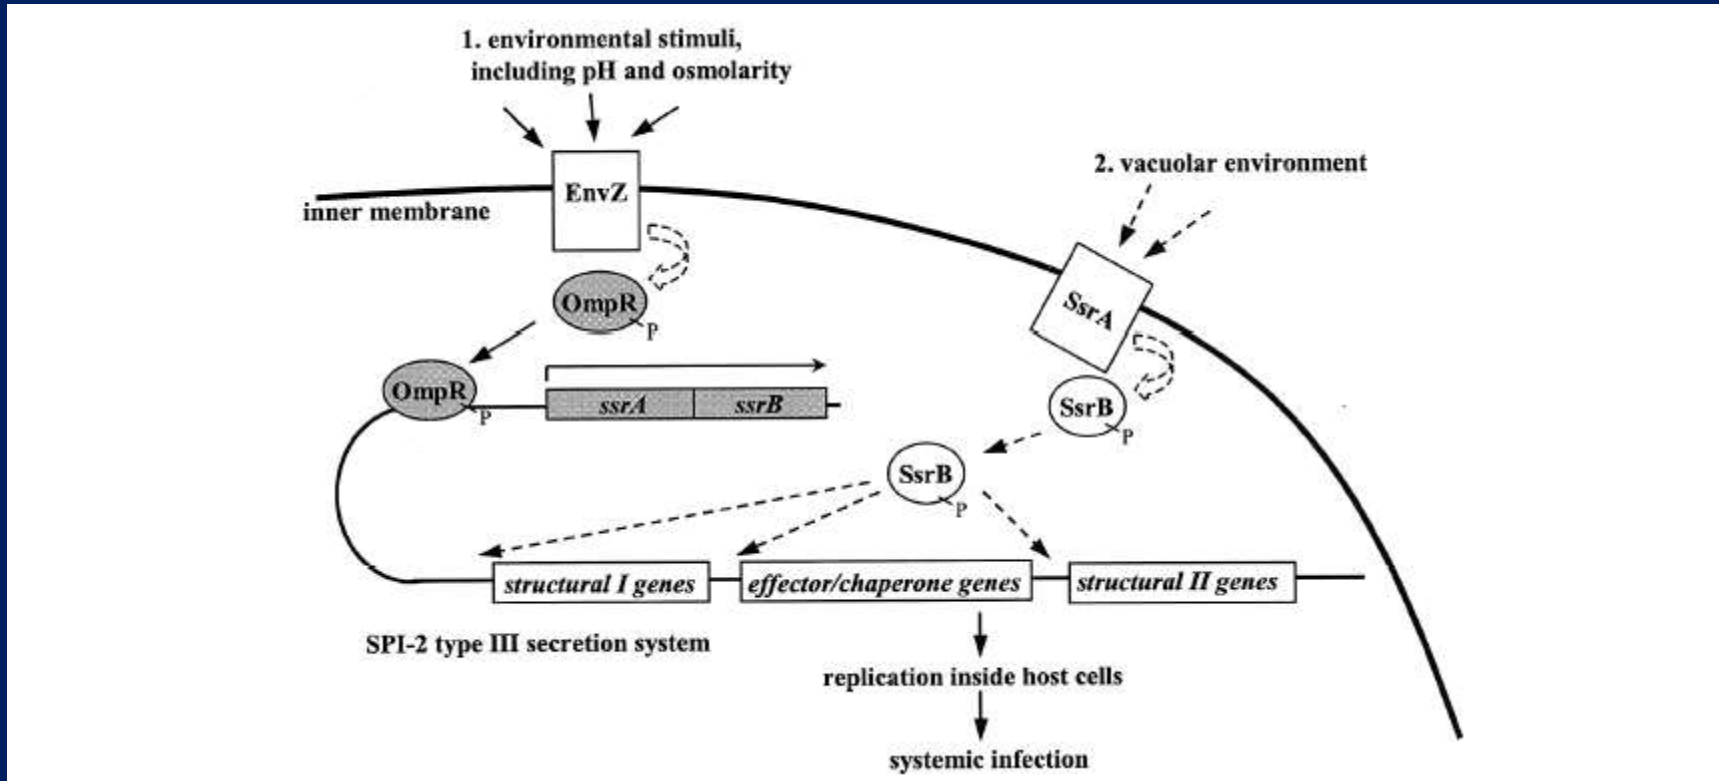 1. environmental stimuli,
including pH and osmolarity
2. vacuolar environment
EnvZ
inner membrane
SsrA
OmpR
P
OmpR
P
ssrA
ssrB
SsrB
P
SsrB
P
structural I genes
effector/chaperone genes
structural II genes
SPI-2 type III secretion system
replication inside host cells
systemic infection